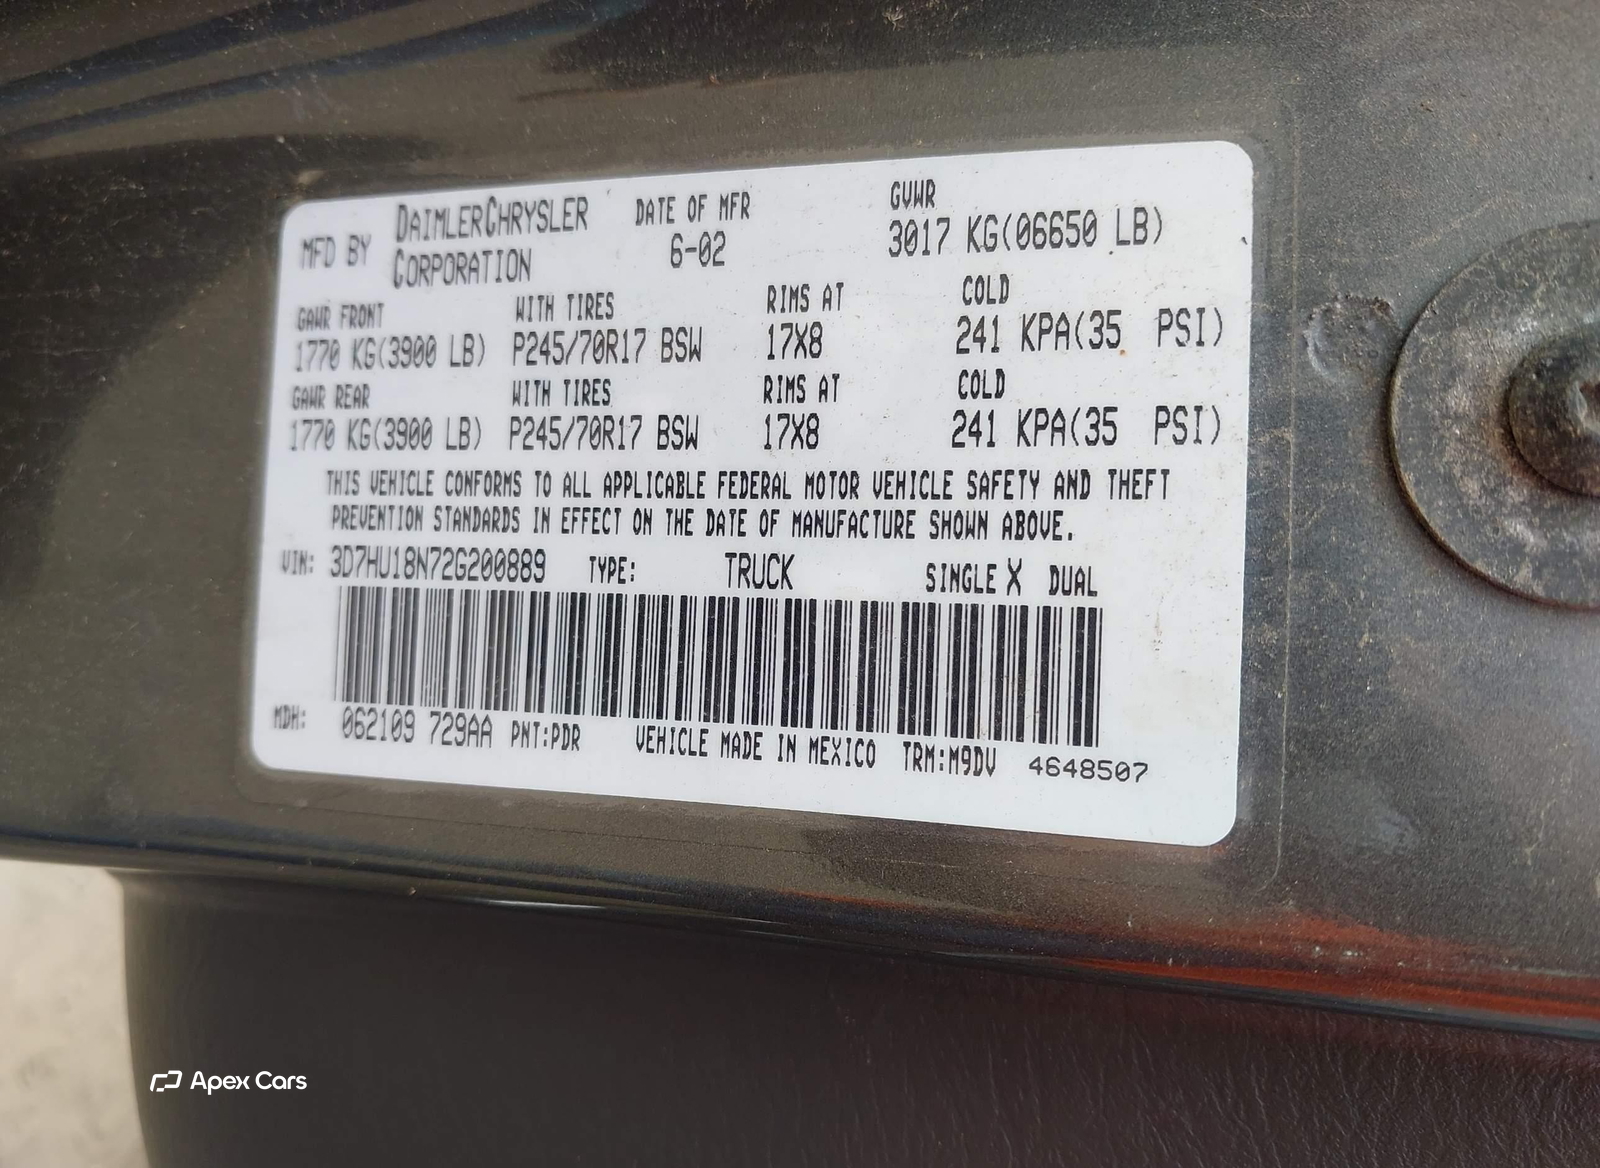 MFD BY DAIMLERCHRYSLER CORPORATION DATE OF MFR 6-02 GVWR 3017 KG(06650 LB)
GAWR FRONT WITH TIRES RIMS AT COLD
1770 KG(3900 LB) P245/70R17 BSW 17X8 241 KPA(35 PSI)
GAWR REAR WITH TIRES RIMS AT COLD
1770 KG(3900 LB) P245/70R17 BSW 17X8 241 KPA(35 PSI)
THIS VEHICLE CONFORMS TO ALL APPLICABLE FEDERAL MOTOR VEHICLE SAFETY AND THEFT
PREVENTION STANDARDS IN EFFECT ON THE DATE OF MANUFACTURE SHOWN ABOVE.
VIN: 3D7HU18N72G200889 TYPE: TRUCK SINGLE X DUAL
MDH: 062109 729AA PNT:PDR VEHICLE MADE IN MEXICO TRM:M9DV 4648507
Apex Cars